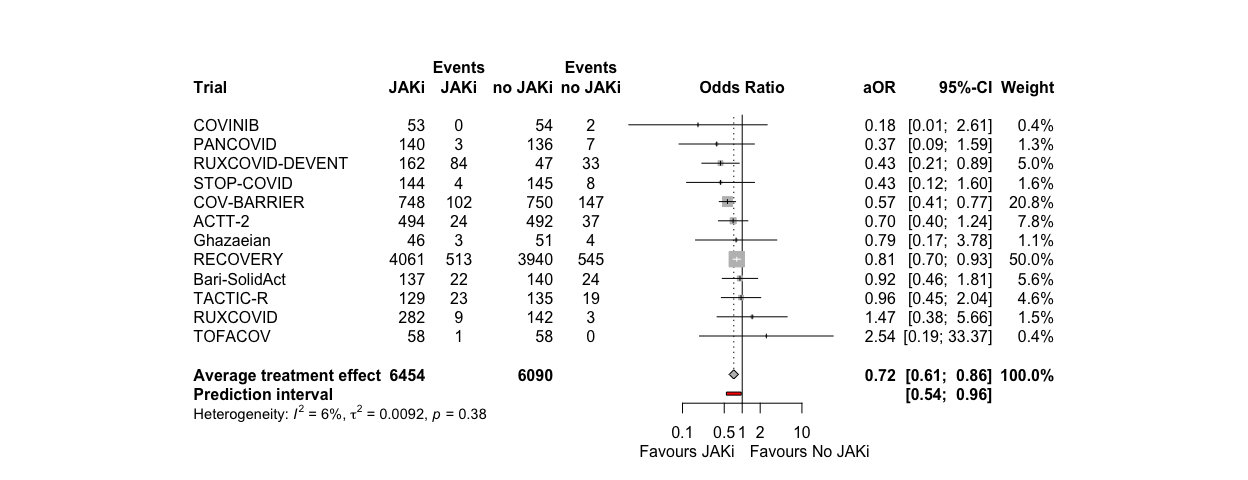 Events Events
Trial JAKi JAKi no JAKi no JAKi Odds Ratio aOR 95%-CI Weight
COVINIB 53 0 54 2 0.18 [0.01; 2.61] 0.4%
PANCOVID 140 3 136 7 0.37 [0.09; 1.59] 1.3%
RUXCOVID-DEVENT 162 84 47 33 0.43 [0.21; 0.89] 5.0%
STOP-COVID 144 4 145 8 0.43 [0.12; 1.60] 1.6%
COV-BARRIER 748 102 750 147 0.57 [0.41; 0.77] 20.8%
ACTT-2 494 24 492 37 0.70 [0.40; 1.24] 7.8%
Ghazaeian 46 3 51 4 0.79 [0.17; 3.78] 1.1%
RECOVERY 4061 513 3940 545 0.81 [0.70; 0.93] 50.0%
Bari-SolidAct 137 22 140 24 0.92 [0.46; 1.81] 5.6%
TACTIC-R 129 23 135 19 0.96 [0.45; 2.04] 4.6%
RUXCOVID 282 9 142 3 1.47 [0.38; 5.66] 1.5%
TOFACOV 58 1 58 0 2.54 [0.19; 33.37] 0.4%
Average treatment effect 6454 6090 0.72 [0.61; 0.86] 100.0%
Prediction interval [0.54; 0.96]
Heterogeneity: I² = 6%, τ² = 0.0092, p = 0.38
0.1 0.5 1 2 10
Favours JAKi Favours No JAKi